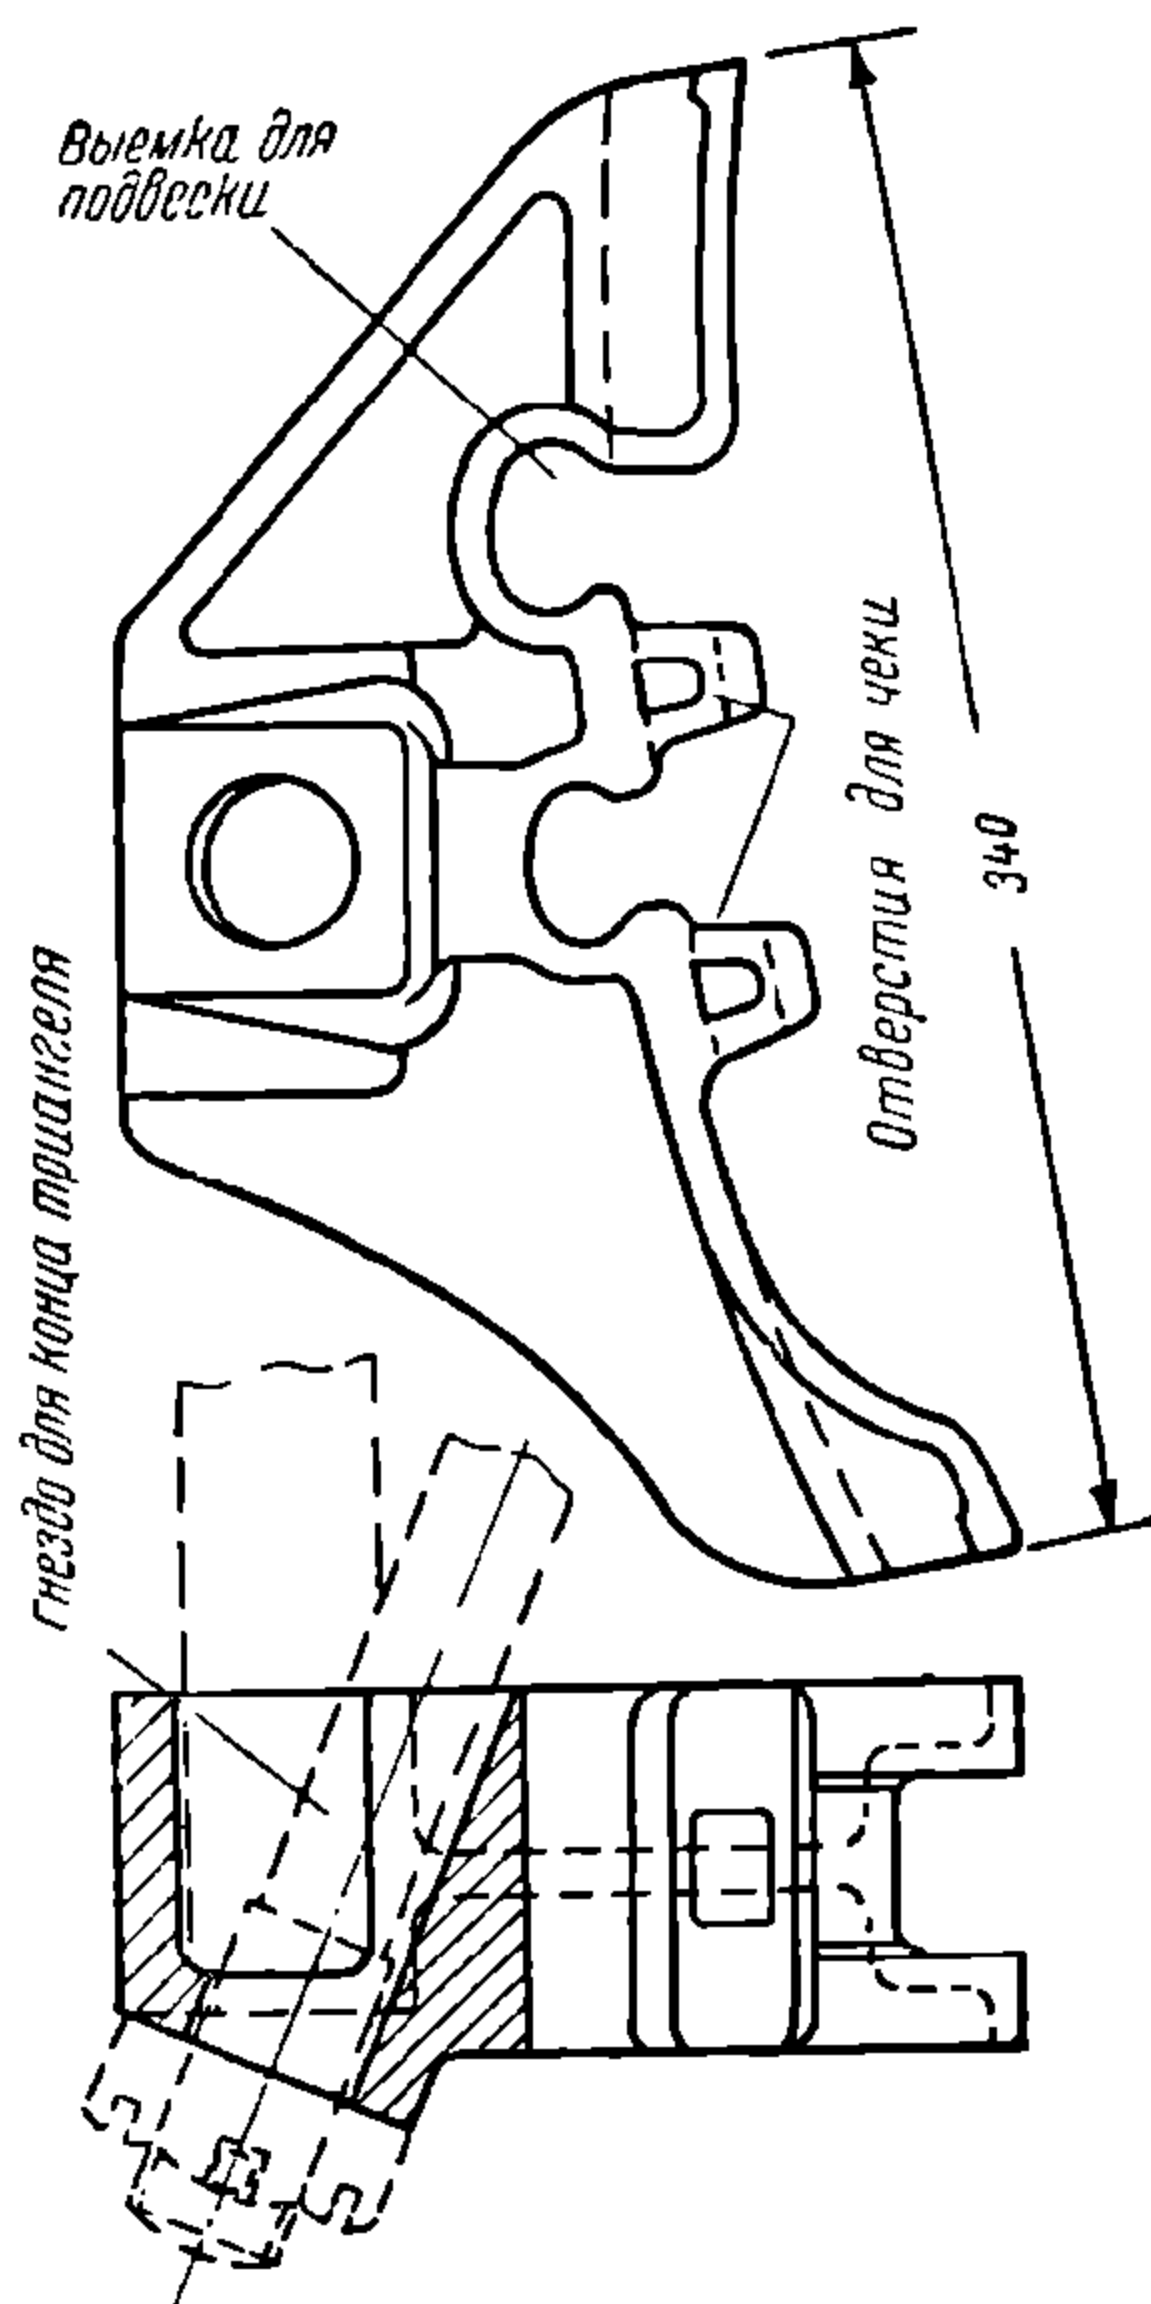 Выемка для
подвески
Отверстия для чеки
340
Гнездо для конца триангеля